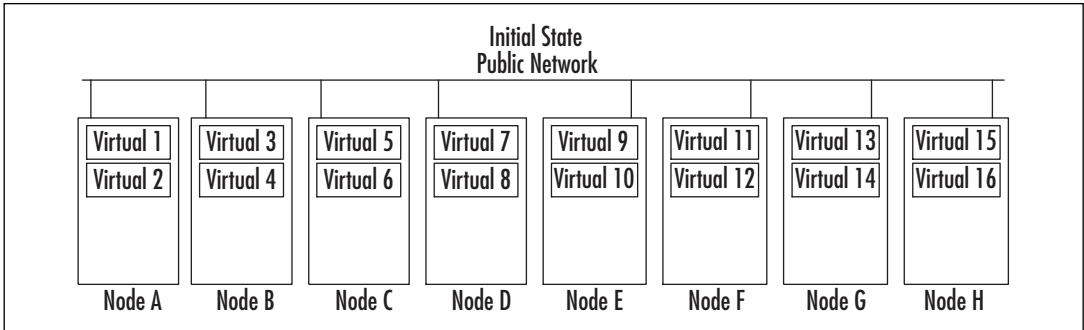 Initial State
Public Network
Virtual 1 Virtual 3 Virtual 5 Virtual 7 Virtual 9 Virtual 11 Virtual 13 Virtual 15
Virtual 2 Virtual 4 Virtual 6 Virtual 8 Virtual 10 Virtual 12 Virtual 14 Virtual 16
Node A Node B Node C Node D Node E Node F Node G Node H